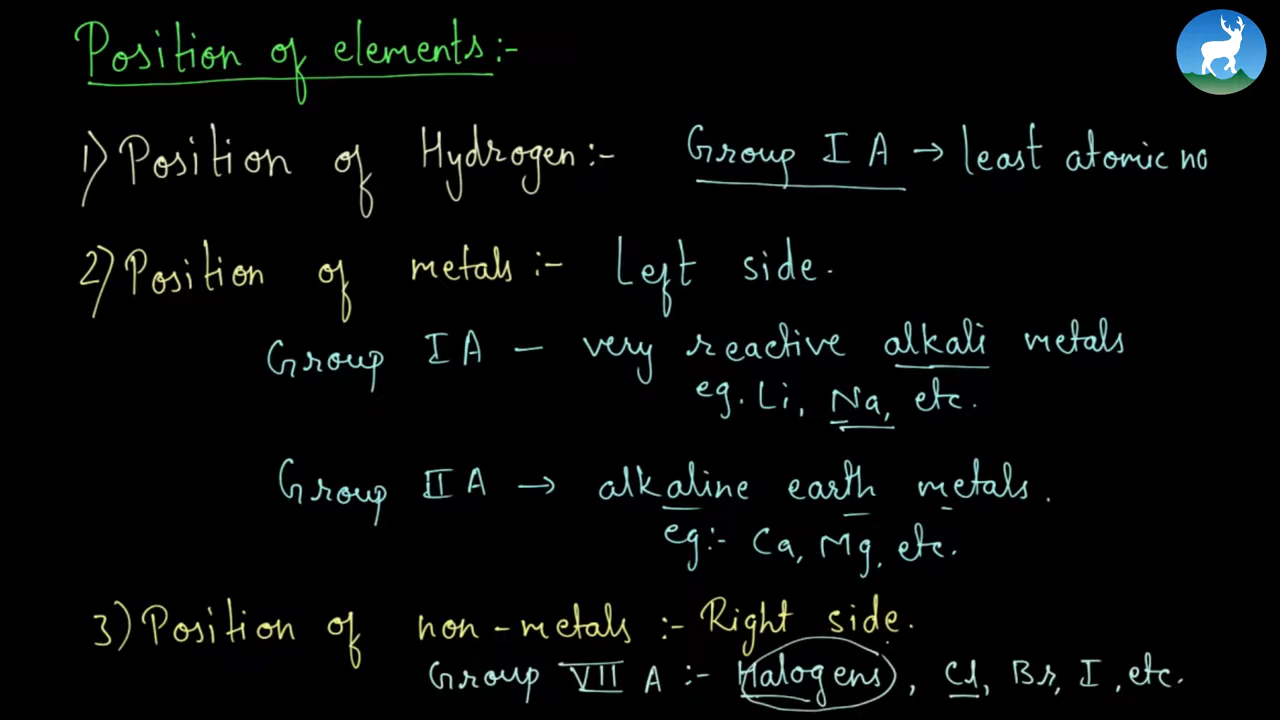 Position of elements :-
1) Position of Hydrogen :- Group I A → least atomic no
2) Position of metals :- Left side.
Group I A – very reactive alkali metals
eg. Li, Na, etc.
Group II A → alkaline earth metals.
eg :- Ca, Mg, etc.
3) Position of non-metals :- Right side.
Group VII A :- Halogens, Cl, Br, I, etc.